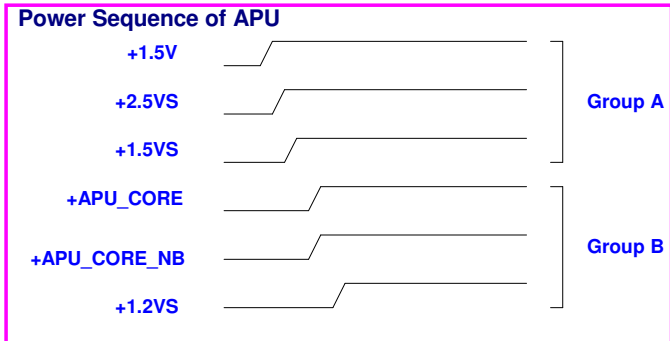 Power Sequence of APU
+1.5V
+2.5VS
Group A
+1.5VS
+APU_CORE
+APU_CORE_NB
Group B
+1.2VS